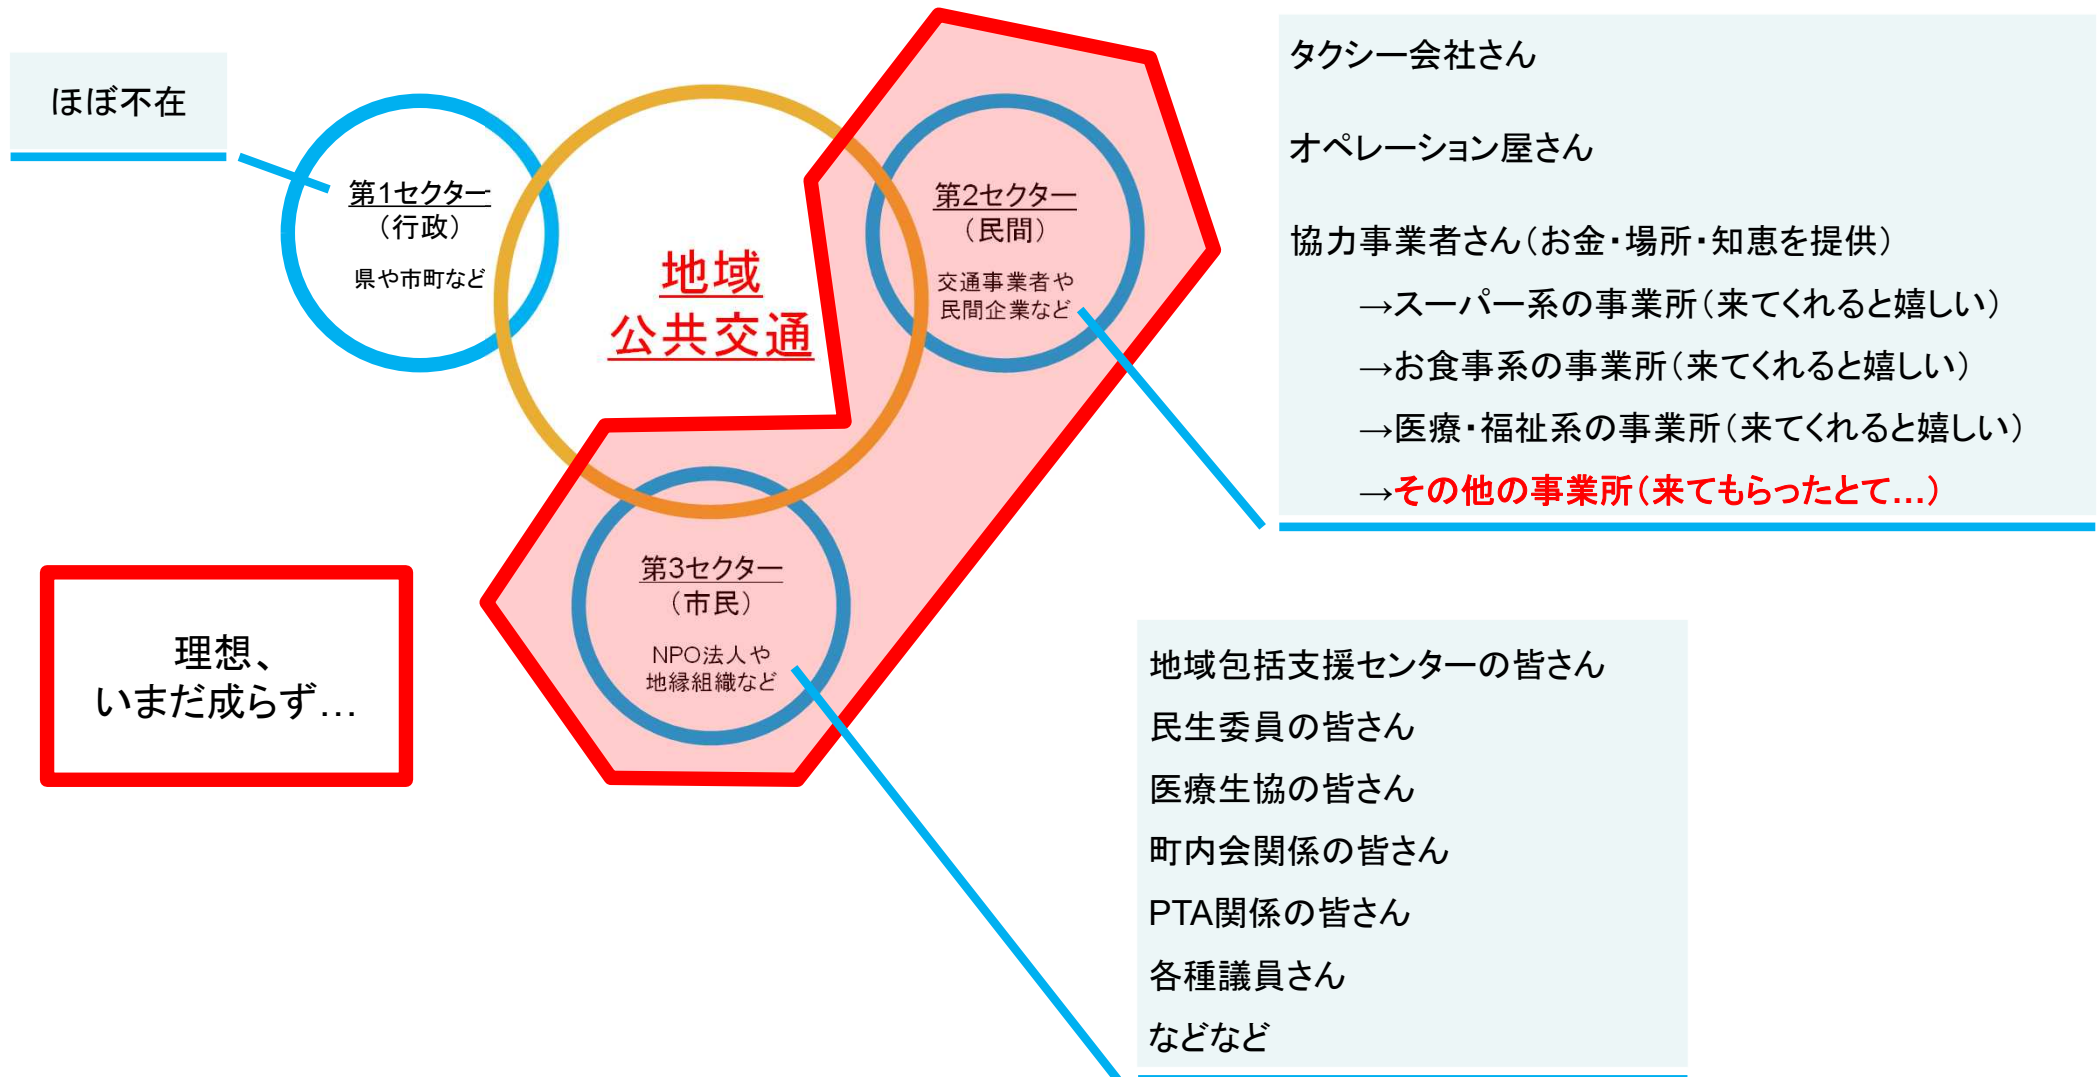 ほぼ不在
第1セクター
（行政）
県や市町など
地域
公共交通
第2セクター
（民間）
交通事業者や
民間企業など
第3セクター
（市民）
NPO法人や
地縁組織など
理想、
いまだ成らず…
タクシー会社さん
オペレーション屋さん
協力事業者さん（お金・場所・知恵を提供）
→スーパー系の事業所（来てくれると嬉しい）
→お食事系の事業所（来てくれると嬉しい）
→医療・福祉系の事業所（来てくれると嬉しい）
→その他の事業所（来てもらったとて…）
地域包括支援センターの皆さん
民生委員の皆さん
医療生協の皆さん
町内会関係の皆さん
PTA関係の皆さん
各種議員さん
などなど